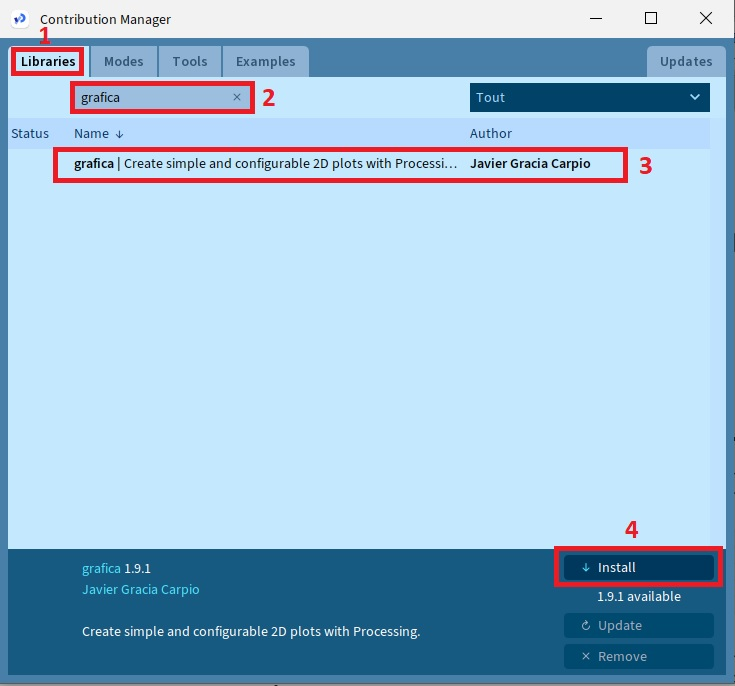 Contribution Manager
1
Libraries Modes Tools Examples Updates
grafica × 2 Tout
Status Name ↓ Author
grafica | Create simple and configurable 2D plots with Processi… Javier Gracia Carpio 3
4
grafica 1.9.1 ↓ Install
Javier Gracia Carpio 1.9.1 available
Create simple and configurable 2D plots with Processing. Update
× Remove